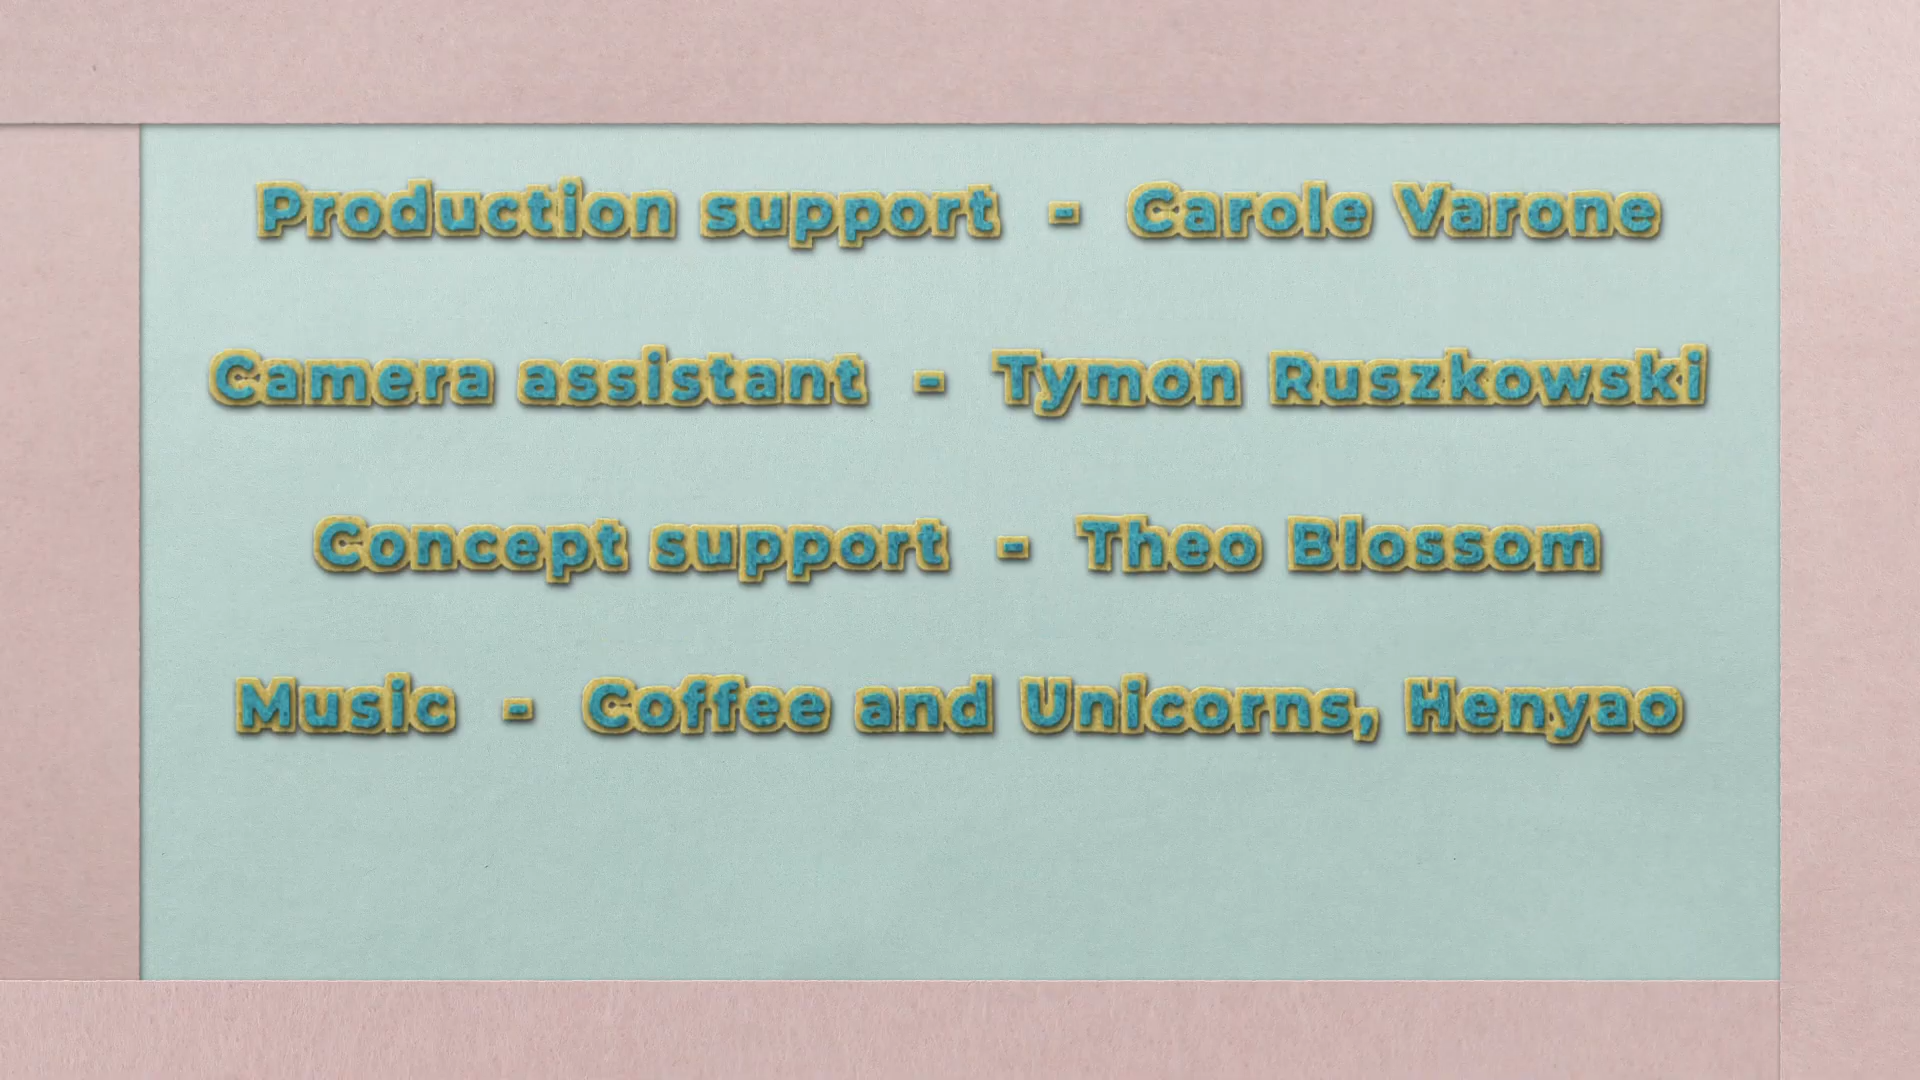 Production support - Carole Varone
Camera assistant - Tymon Ruszkowski
Concept support - Theo Blossom
Music - Coffee and Unicorns, Henyao